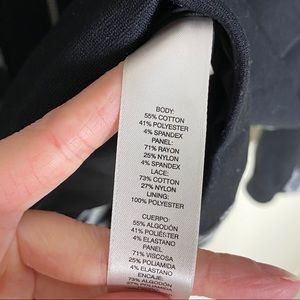 BODY:
55% COTTON
41% POLYESTER
4% SPANDEX
PANEL:
71% RAYON
25% NYLON
4% SPANDEX
LACE:
73% COTTON
27% NYLON
LINING:
100% POLYESTER
CUERPO:
55% ALGODÓN
41% POLIÉSTER
4% ELASTANO
PANEL
71% VISCOSA
25% POLIAMIDA
4% ELASTANO
ENCAJE:
73% ALGODÓN